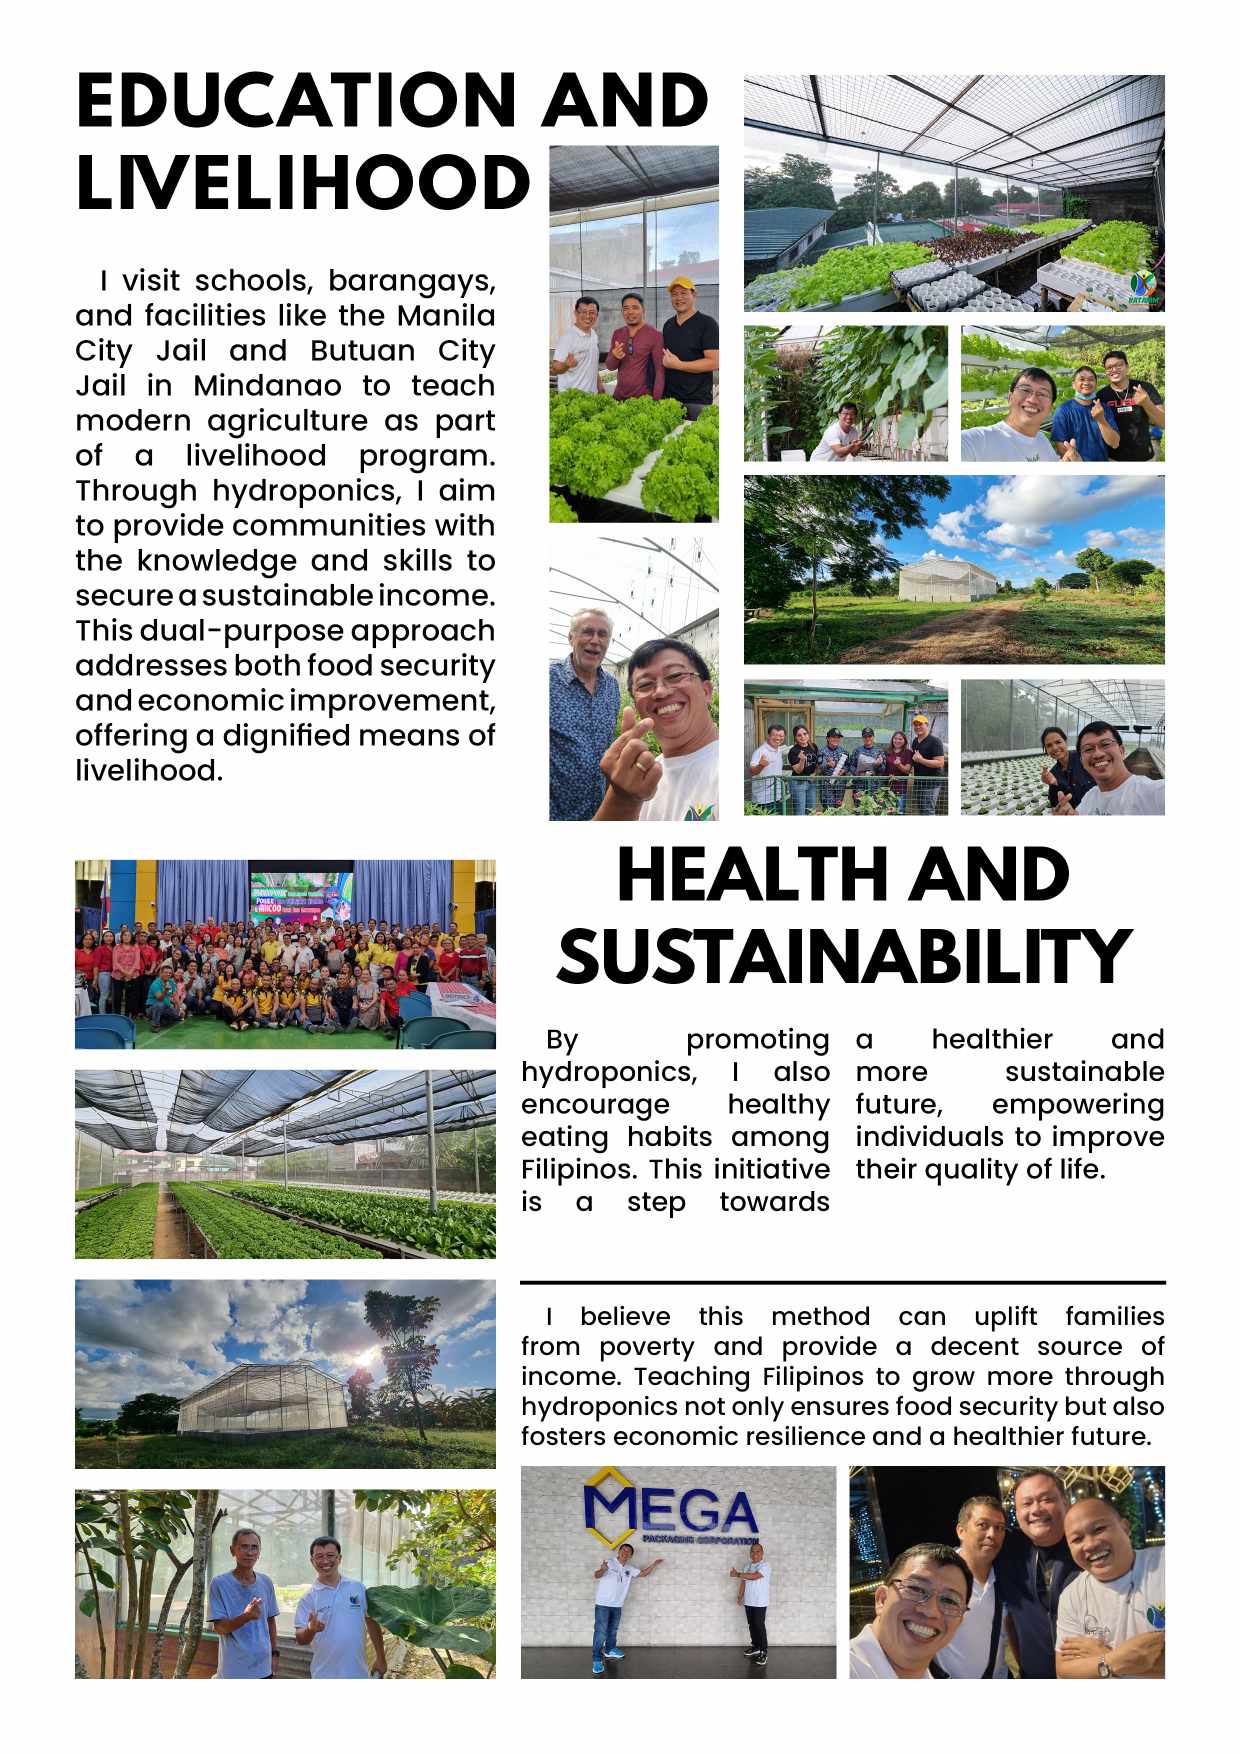 EDUCATION AND
LIVELIHOOD
I visit schools, barangays,
and facilities like the Manila
City Jail and Butuan City
Jail in Mindanao to teach
modern agriculture as part
of a livelihood program.
Through hydroponics, I aim
to provide communities with
the knowledge and skills to
secure a sustainable income.
This dual-purpose approach
addresses both food security
and economic improvement,
offering a dignified means of
livelihood.
HEALTH AND
SUSTAINABILITY
By promoting
hydroponics, I also
encourage healthy
eating habits among
Filipinos. This initiative
is a step towards
a healthier and
more sustainable
future, empowering
individuals to improve
their quality of life.
I believe this method can uplift families
from poverty and provide a decent source of
income. Teaching Filipinos to grow more through
hydroponics not only ensures food security but also
fosters economic resilience and a healthier future.
MEGA
PACKAGING CORPORATION